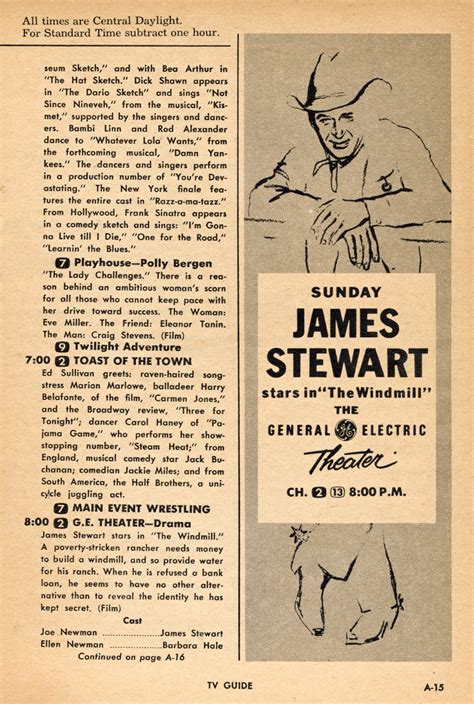 All times are Central Daylight.
For Standard Time subtract one hour.
seum Sketch," and with Bea Arthur in
"The Hat Sketch." Dick Shawn appears
in "The Dario Sketch" and sings "Not
Since Nineveh," from the musical, "Kis-
met," supported by the singers and danc-
ers. Bambi Linn and Rod Alexander
dance to "Whatever Lola Wants," from
the forthcoming musical, "Damn Yan-
kees." The dancers and singers perform
in a production number of "You're Dev-
astating." The New York finale fea-
tures the entire cast in "Razz-a-ma-tazz."
From Hollywood, Frank Sinatra appears
in a comedy sketch and sings: "I'm Gon-
na Live till I Die," "One for the Road,"
"Learnin' the Blues."
7 Playhouse—Polly Bergen
"The Lady Challenges." There is a rea-
son behind an ambitious woman's scorn
for all those who cannot keep pace with
her drive toward success. The Woman:
Eve Miller. The Friend: Eleanor Tanin.
The Man: Craig Stevens. (Film)
9 Twilight Adventure
7:00 2 TOAST OF THE TOWN
Ed Sullivan greets: raven-haired song-
stress Marion Marlowe, balladeer Harry
Belafonte, of the film, "Carmen Jones,"
and the Broadway review, "Three for
Tonight"; dancer Carol Haney of "Pa-
jama Game," who performs her show-
stopping number, "Steam Heat;" from
England, musical comedy star Jack Bu-
chanan; comedian Jackie Miles; and from
South America, the Half Brothers, a uni-
cycle juggling act.
7 MAIN EVENT WRESTLING
8:00 2 G.E. THEATER—Drama
James Stewart stars in "The Windmill."
A poverty-stricken rancher needs money
to build a windmill, and so provide water
for his ranch. When he is refused a bank
loan, he seems to have no other alter-
native than to reveal the identity he has
kept secret. (Film)
Cast
Joe Newman ............James Stewart
Ellen Newman ............Barbara Hale
Continued on page A-16
SUNDAY
JAMES
STEWART
stars in "The Windmill"
THE
GENERAL GE ELECTRIC
Theater
CH. 2 13 8:00 P.M.
TV GUIDE
A-15